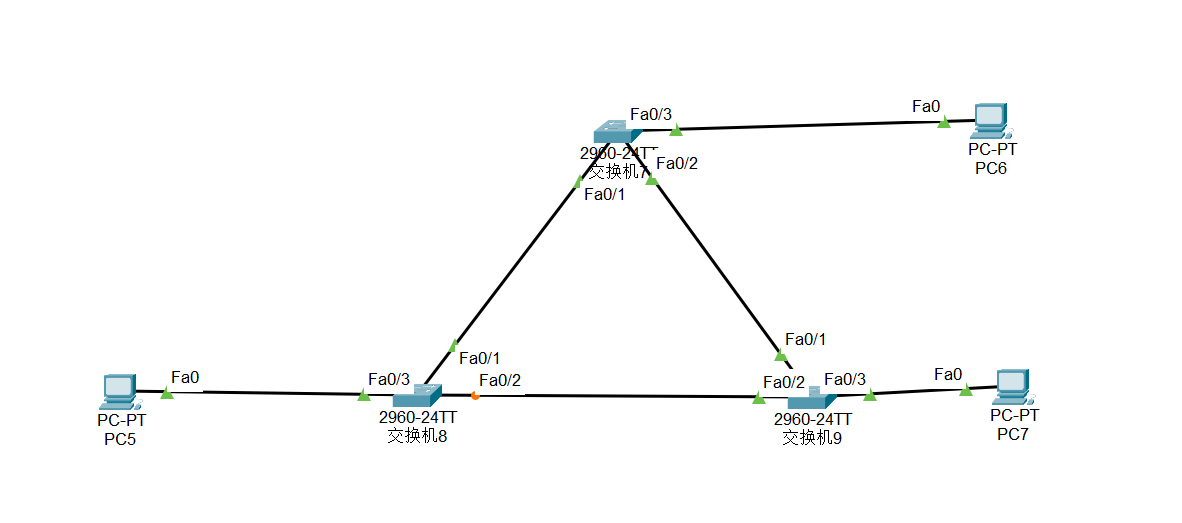 Fa0/3
Fa0
2960-24TT
交换机7
Fa0/2
Fa0/1
PC-PT
PC6
Fa0/1
Fa0/1
Fa0
Fa0/3
Fa0/2
Fa0/2
Fa0/3
Fa0
PC-PT
PC5
2960-24TT
交换机8
2960-24TT
交换机9
PC-PT
PC7